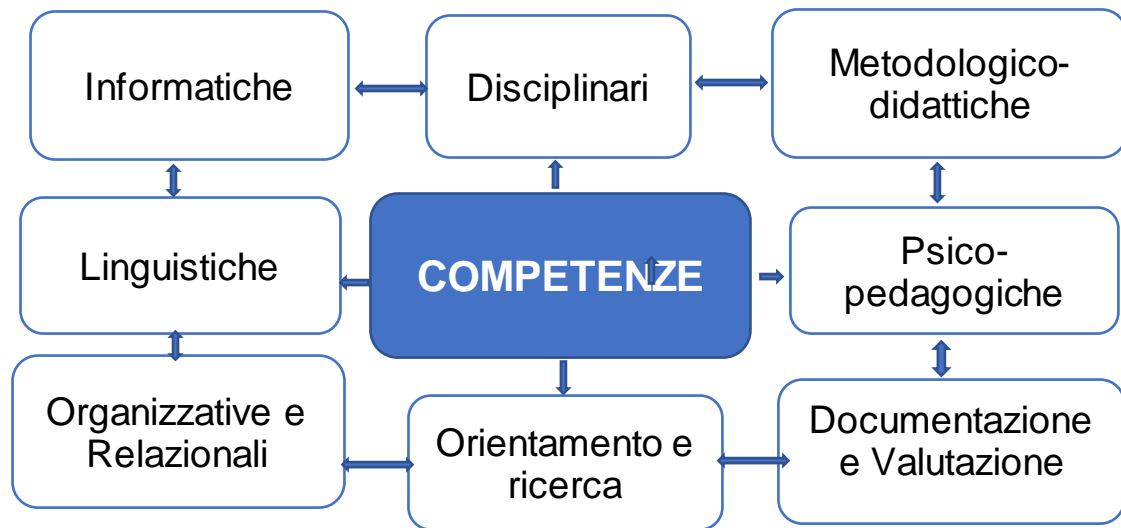 Informatiche
Disciplinari
Metodologico-
didattiche
Linguistiche
COMPETENZE
Psico-
pedagogiche
Organizzative e
Relazionali
Orientamento e
ricerca
Documentazione
e Valutazione